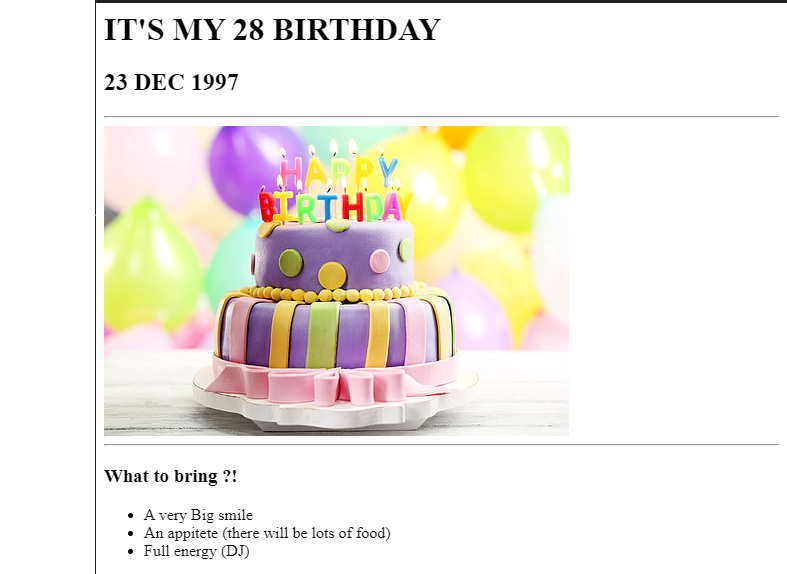 IT'S MY 28 BIRTHDAY
23 DEC 1997
HAPPY
BIRTHDAY
What to bring ?!
A very Big smile
An appitete (there will be lots of food)
Full energy (DJ)